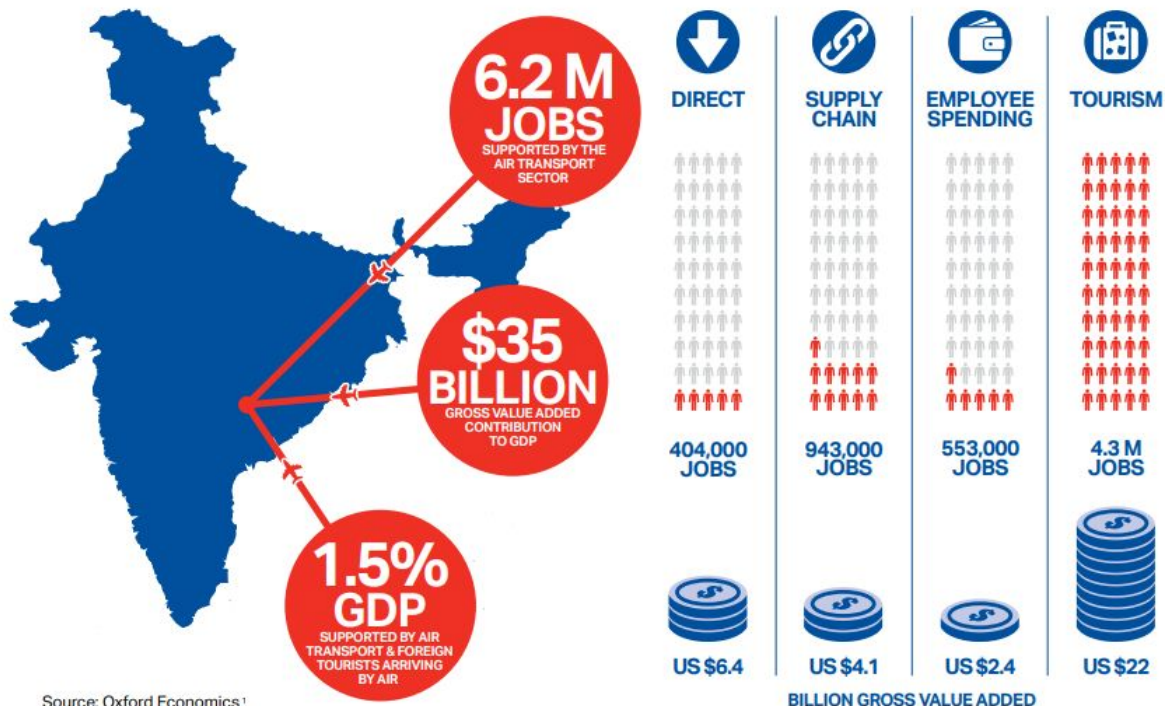 6.2 M
JOBS
SUPPORTED BY THE
AIR TRANSPORT
SECTOR
$35
BILLION
GROSS VALUE ADDED
CONTRIBUTION
TO GDP
1.5%
GDP
SUPPORTED BY AIR
TRANSPORT & FOREIGN
TOURISTS ARRIVING
BY AIR
Source: Oxford Economics¹
DIRECT
404,000
JOBS
US $6.4
SUPPLY
CHAIN
943,000
JOBS
US $4.1
EMPLOYEE
SPENDING
553,000
JOBS
US $2.4
TOURISM
4.3 M
JOBS
US $22
BILLION GROSS VALUE ADDED